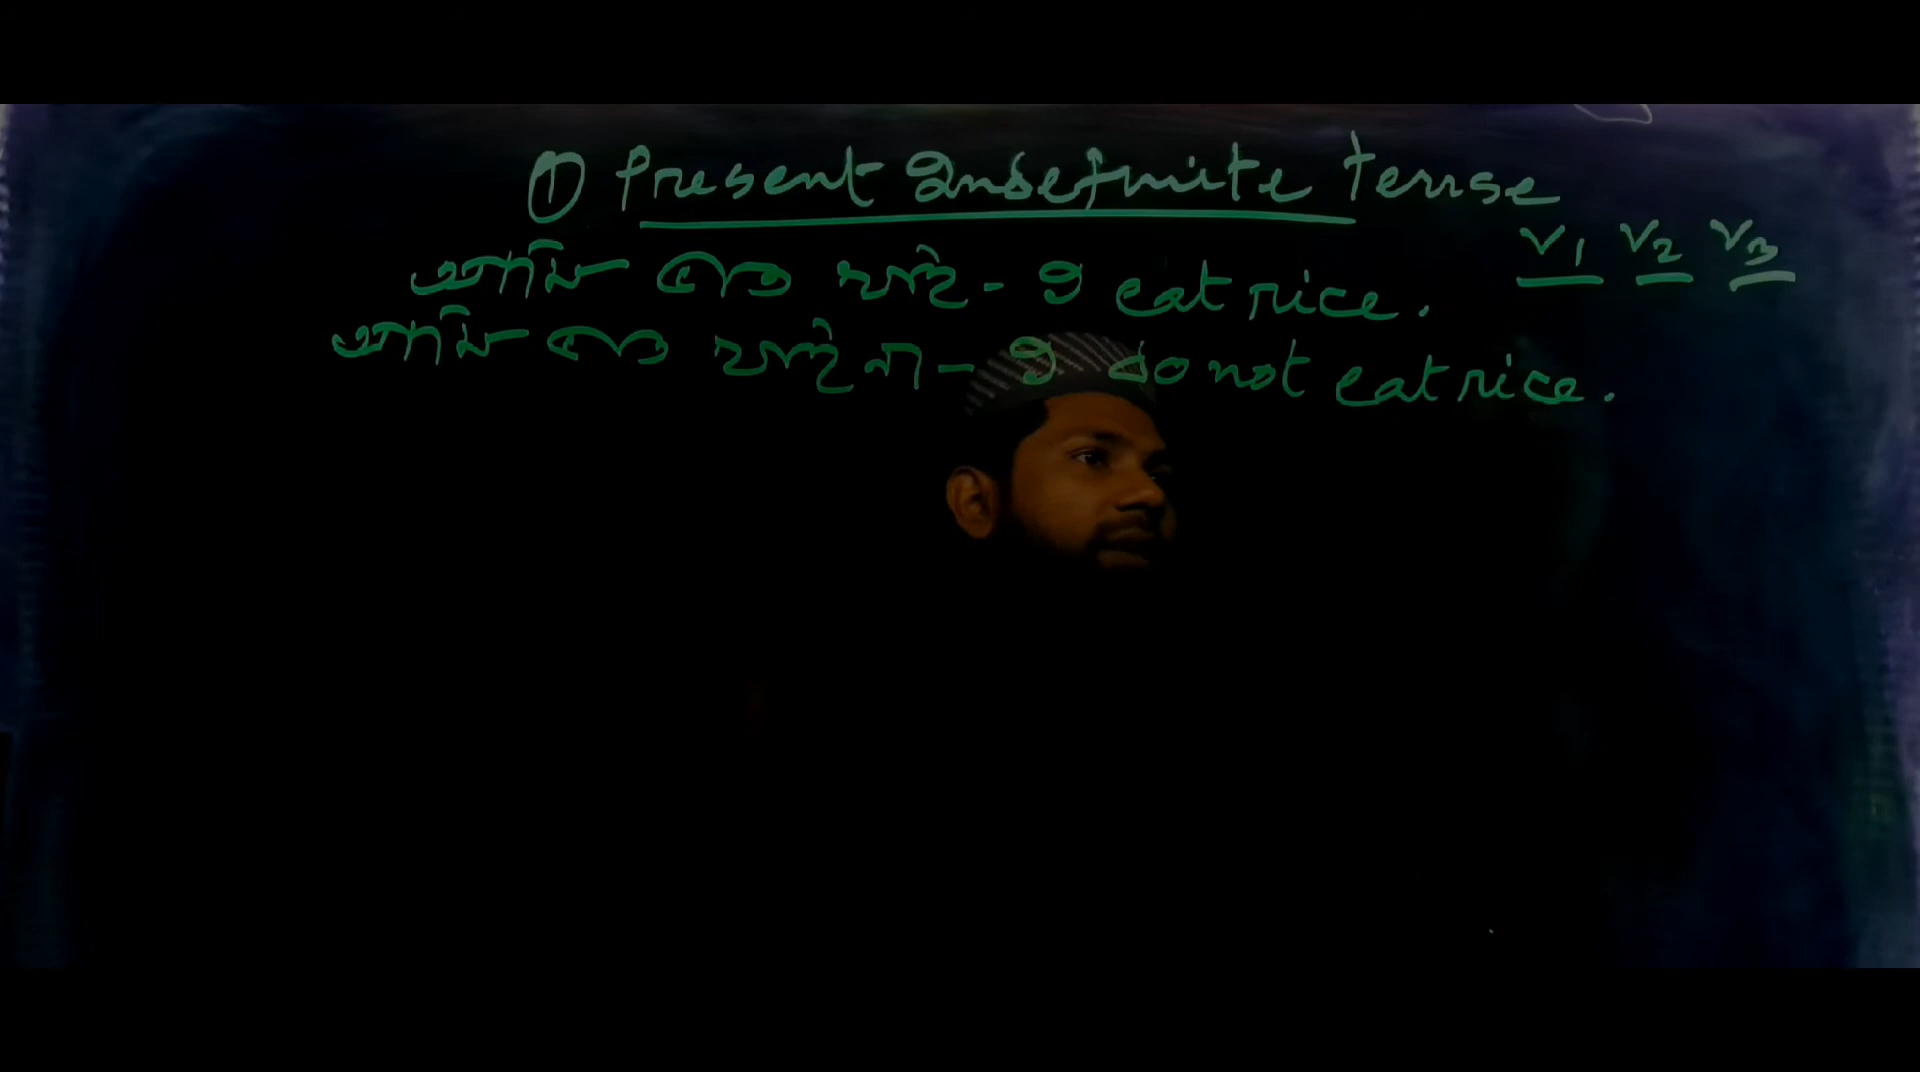 ① Present Indefinite Tense
V1 V2 V3
আমি ভাত খাই - I eat rice.
আমি ভাত খাই না - I do not eat rice.